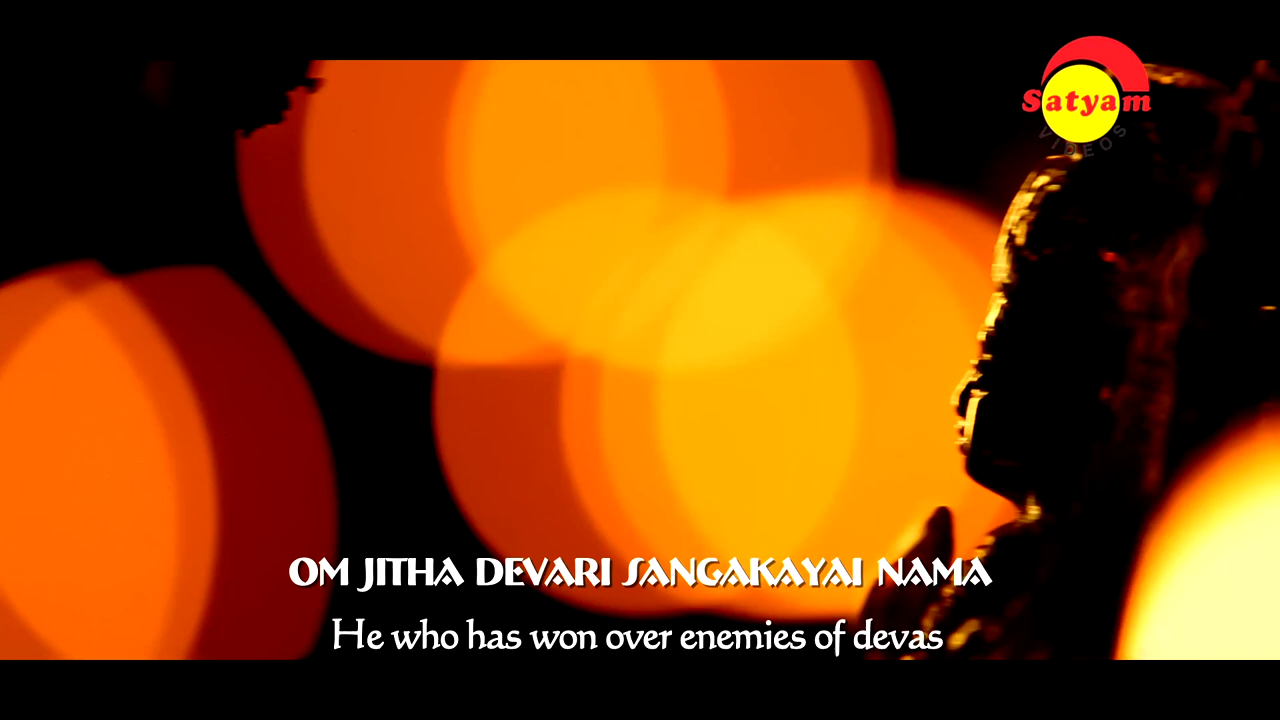 Satyam
VIDEOS
OM JITHA DEVARI SANGAKAYAI NAMA
He who has won over enemies of devas